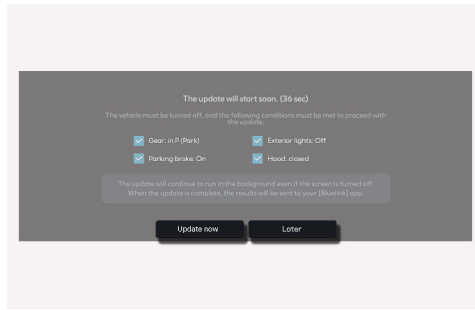 The update will start soon. (36 sec)
The vehicle must be turned off, and the following conditions must be met to proceed with
the update.
Gear: in P (Park)
Exterior lights: Off
Parking brake: On
Hood: closed
The update will continue to run in the background even if the screen is turned off.
When the update is complete, the results will be sent to your [Bluelink] app.
Update now
Later